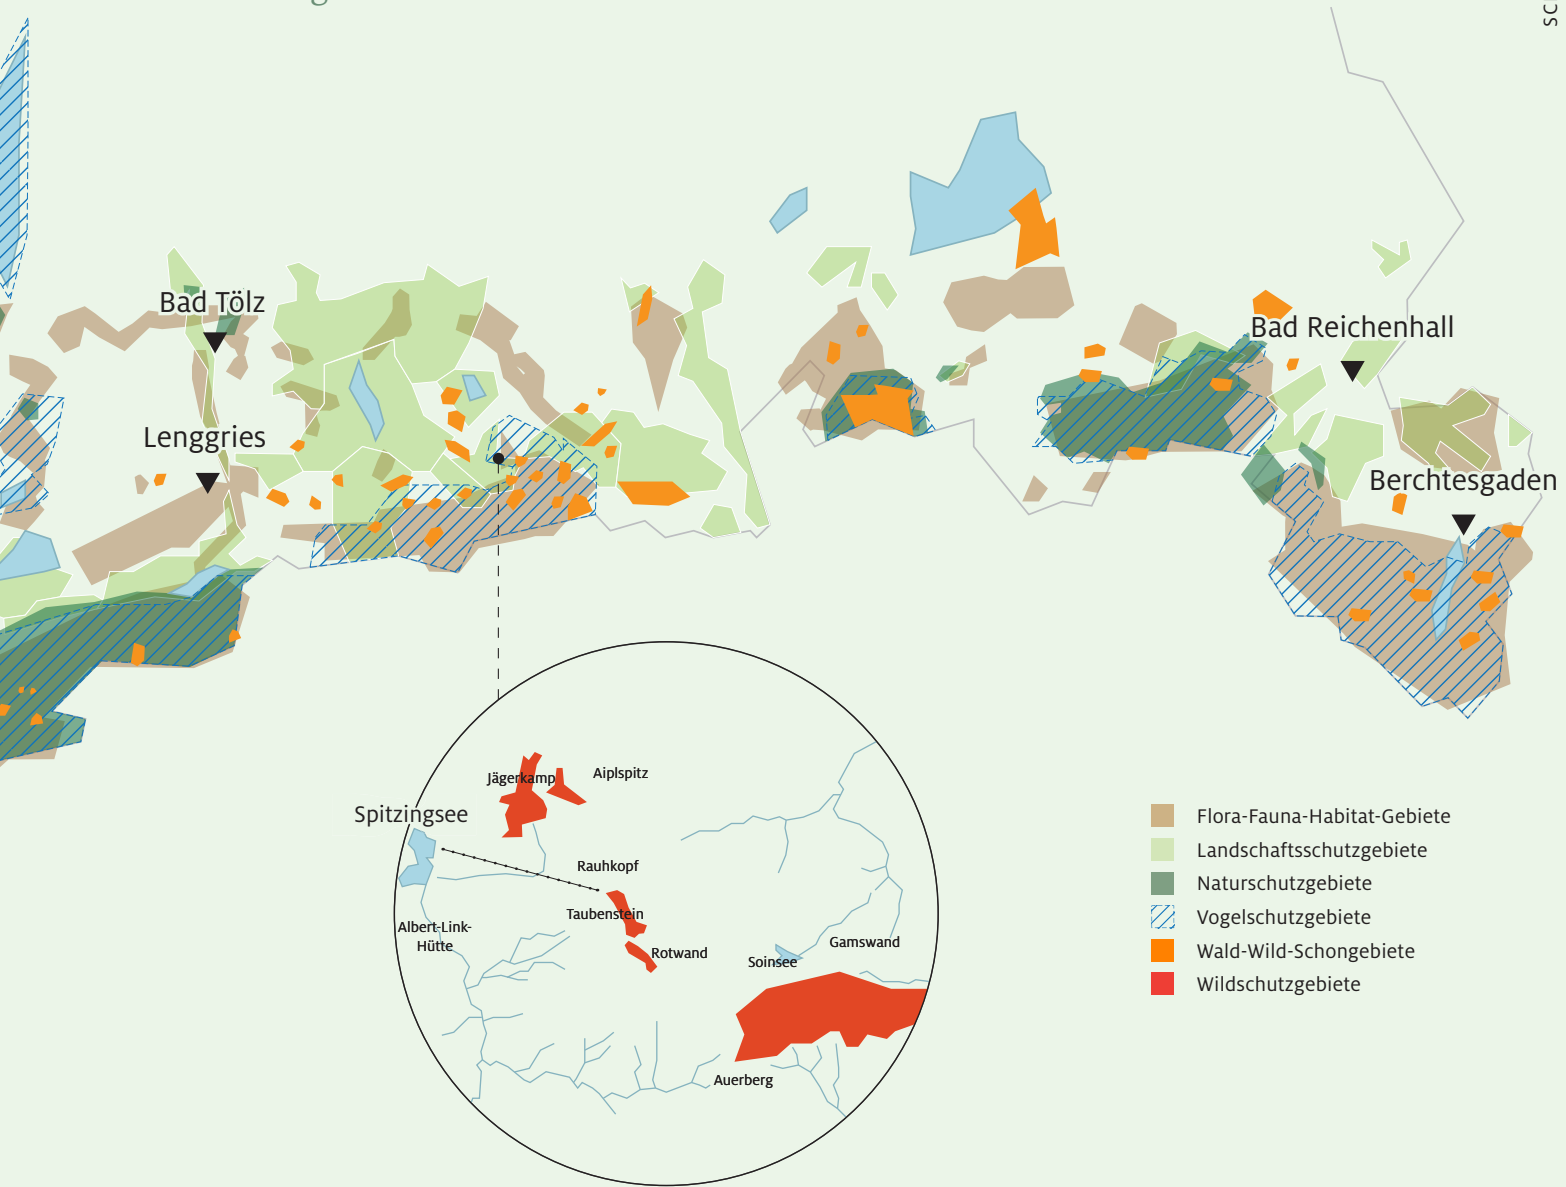 g
SC
Bad Tölz
Bad Reichenhall
Lenggries
Berchtesgaden
Jägerkamp
Aiplspitz
Spitzingsee
Rauhkopf
Taubenstein
Albert-Link-
Hütte
Rotwand
Gamswand
Soinsee
Auerberg
Flora-Fauna-Habitat-Gebiete
Landschaftsschutzgebiete
Naturschutzgebiete
Vogelschutzgebiete
Wald-Wild-Schongebiete
Wildschutzgebiete